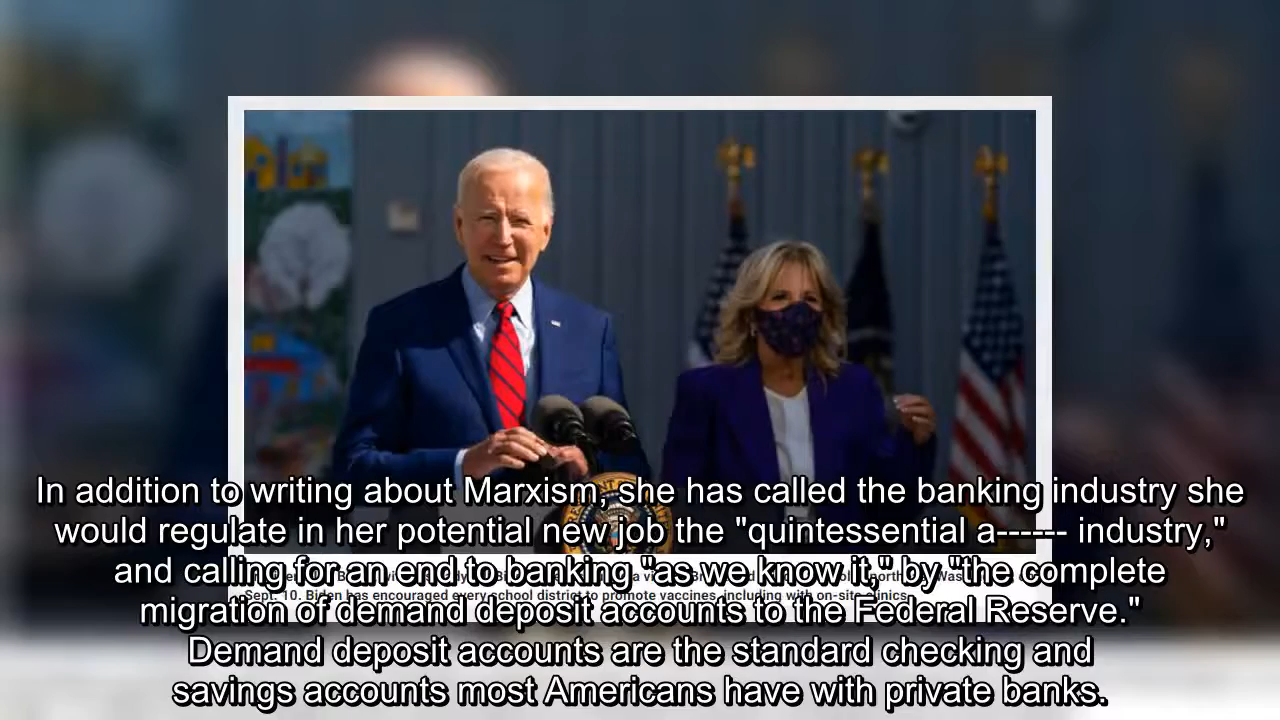 In addition to writing about Marxism, she has called the banking industry she
would regulate in her potential new job the "quintessential a------ industry,"
and calling for an end to banking "as we know it," by "the complete
Sept. 10. Biden has encouraged every school district to promote vaccines, including with on-site clinics.
migration of demand deposit accounts to the Federal Reserve."
Demand deposit accounts are the standard checking and
savings accounts most Americans have with private banks.